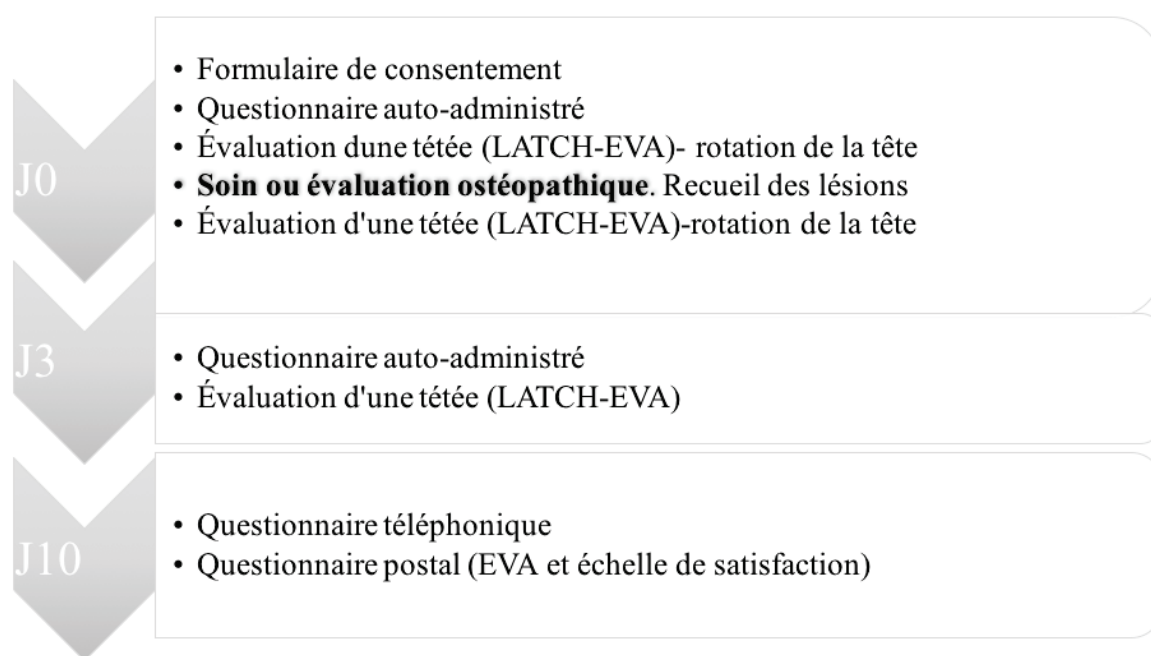 J0
• Formulaire de consentement
• Questionnaire auto-administré
• Évaluation dune tétée (LATCH-EVA)- rotation de la tête
• Soin ou évaluation ostéopathique. Recueil des lésions
• Évaluation d'une tétée (LATCH-EVA)-rotation de la tête
J3
• Questionnaire auto-administré
• Évaluation d'une tétée (LATCH-EVA)
J10
• Questionnaire téléphonique
• Questionnaire postal (EVA et échelle de satisfaction)